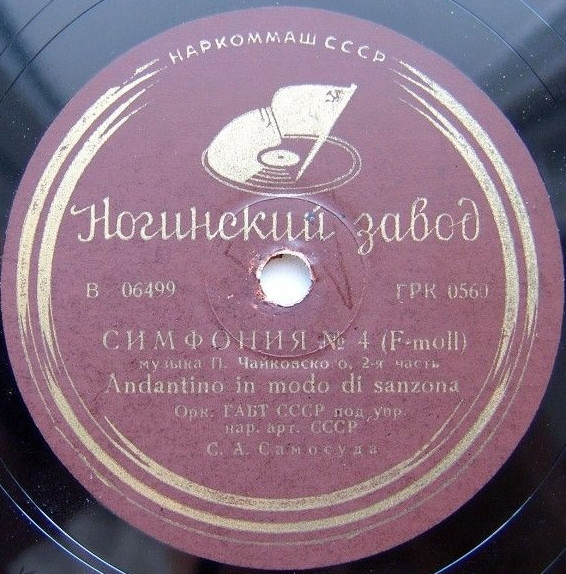 НАРКОММАШ СССР
Ногинский завод
В 06499 ГРК 0560
СИМФОНИЯ № 4 (F-moll)
музыка П. Чайковского, 2-я часть
Andantino in modo di sanzona
Орк. ГАБТ СССР под упр.
нар. арт. СССР
С. А. Самосуда